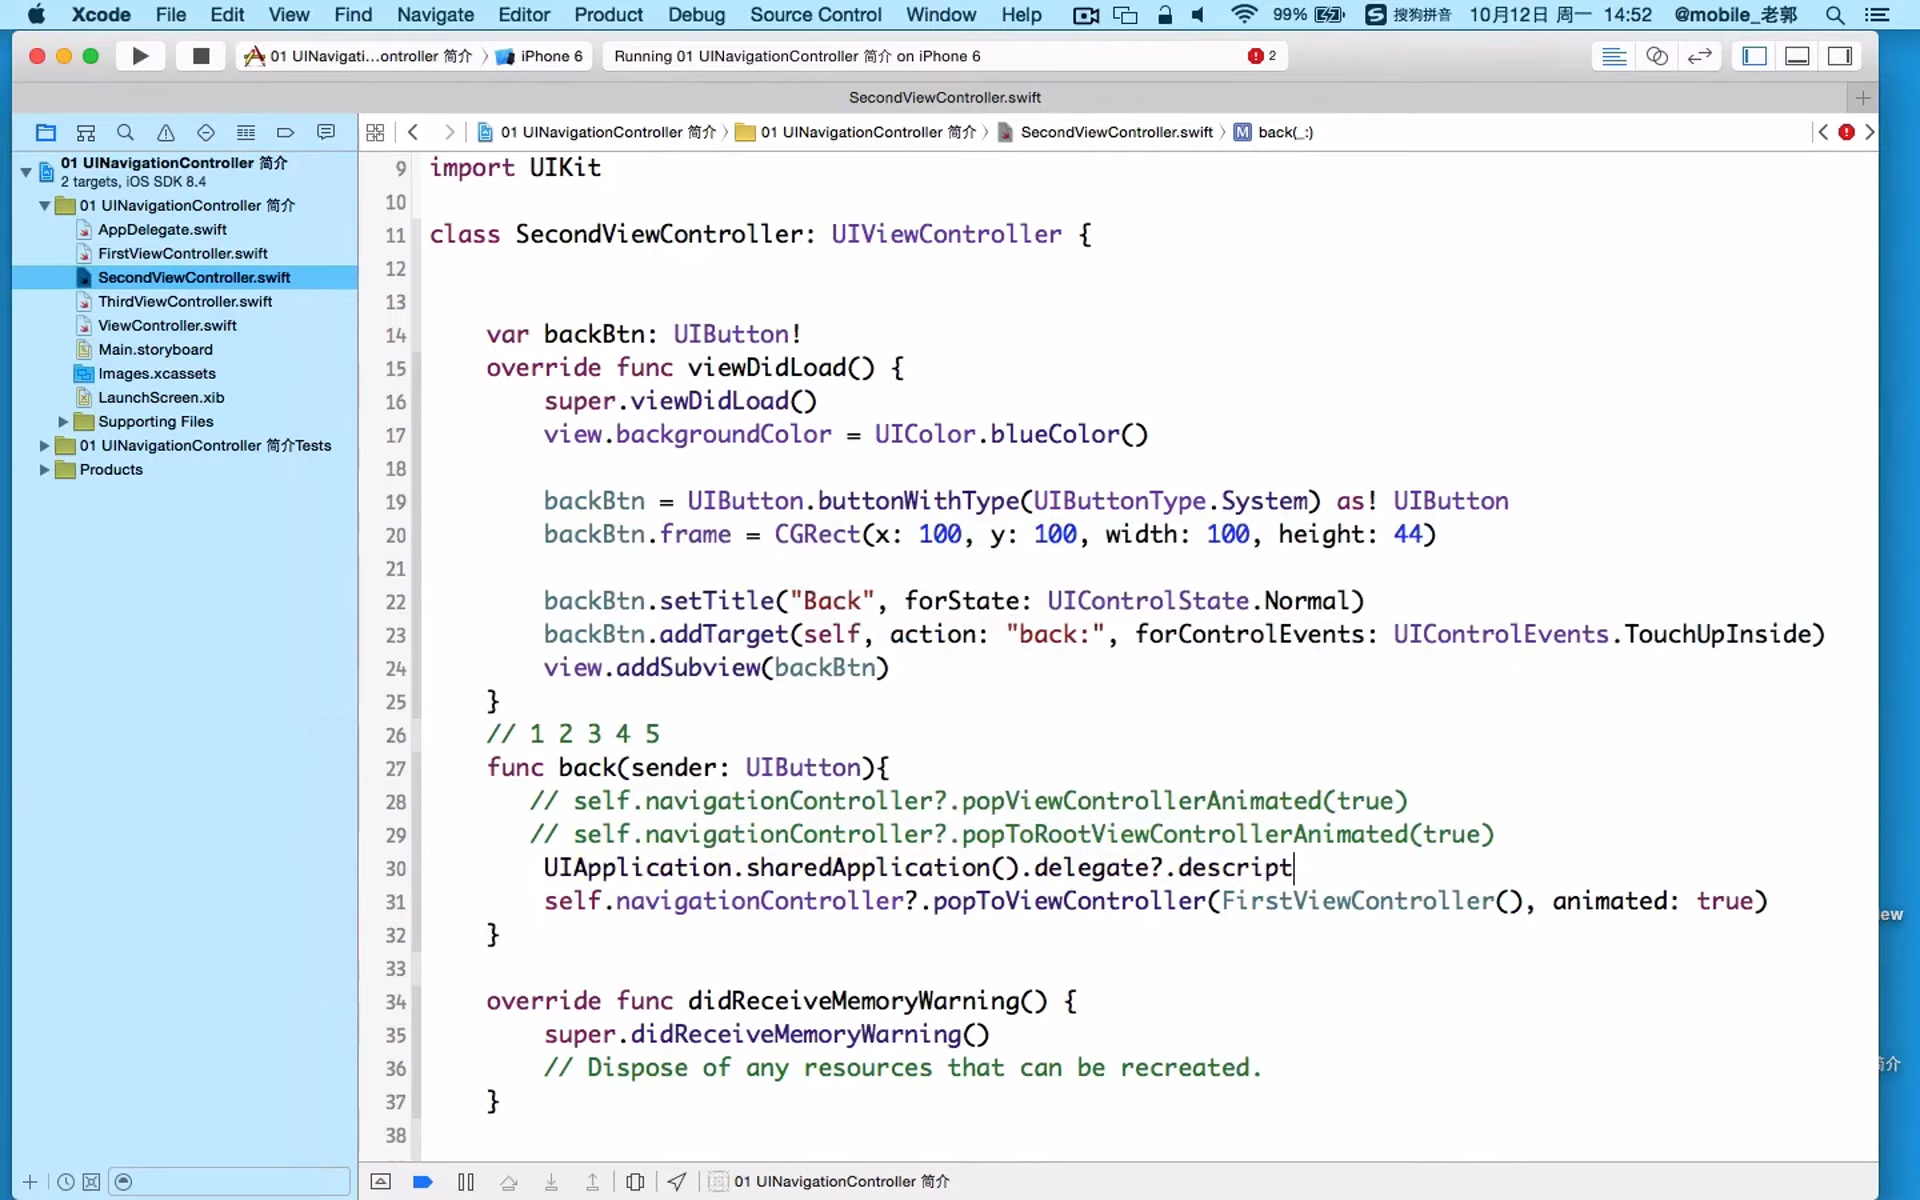 Xcode File Edit View Find Navigate Editor Product Debug Source Control Window Help 99% S 搜狗拼音 10月12日 周一 14:52 @mobile_老郭
01 UINavigati...ontroller 简介 〉 iPhone 6 Running 01 UINavigationController 简介 on iPhone 6 2
SecondViewController.swift
01 UINavigationController 简介 〉 01 UINavigationController 简介 〉 SecondViewController.swift 〉 M back(_:)
01 UINavigationController 简介
2 targets, iOS SDK 8.4
01 UINavigationController 简介
AppDelegate.swift
FirstViewController.swift
SecondViewController.swift
ThirdViewController.swift
ViewController.swift
Main.storyboard
Images.xcassets
LaunchScreen.xib
Supporting Files
01 UINavigationController 简介Tests
Products
9 import UIKit
10
11 class SecondViewController: UIViewController {
12
13
14 var backBtn: UIButton!
15 override func viewDidLoad() {
16 super.viewDidLoad()
17 view.backgroundColor = UIColor.blueColor()
18
19 backBtn = UIButton.buttonWithType(UIButtonType.System) as! UIButton
20 backBtn.frame = CGRect(x: 100, y: 100, width: 100, height: 44)
21
22 backBtn.setTitle("Back", forState: UIControlState.Normal)
23 backBtn.addTarget(self, action: "back:", forControlEvents: UIControlEvents.TouchUpInside)
24 view.addSubview(backBtn)
25 }
26 // 1 2 3 4 5
27 func back(sender: UIButton){
28 // self.navigationController?.popViewControllerAnimated(true)
29 // self.navigationController?.popToRootViewControllerAnimated(true)
30 UIApplication.sharedApplication().delegate?.descript
31 self.navigationController?.popToViewController(FirstViewController(), animated: true)
32 }
33
34 override func didReceiveMemoryWarning() {
35 super.didReceiveMemoryWarning()
36 // Dispose of any resources that can be recreated.
37 }
38
01 UINavigationController 简介
ew
简介